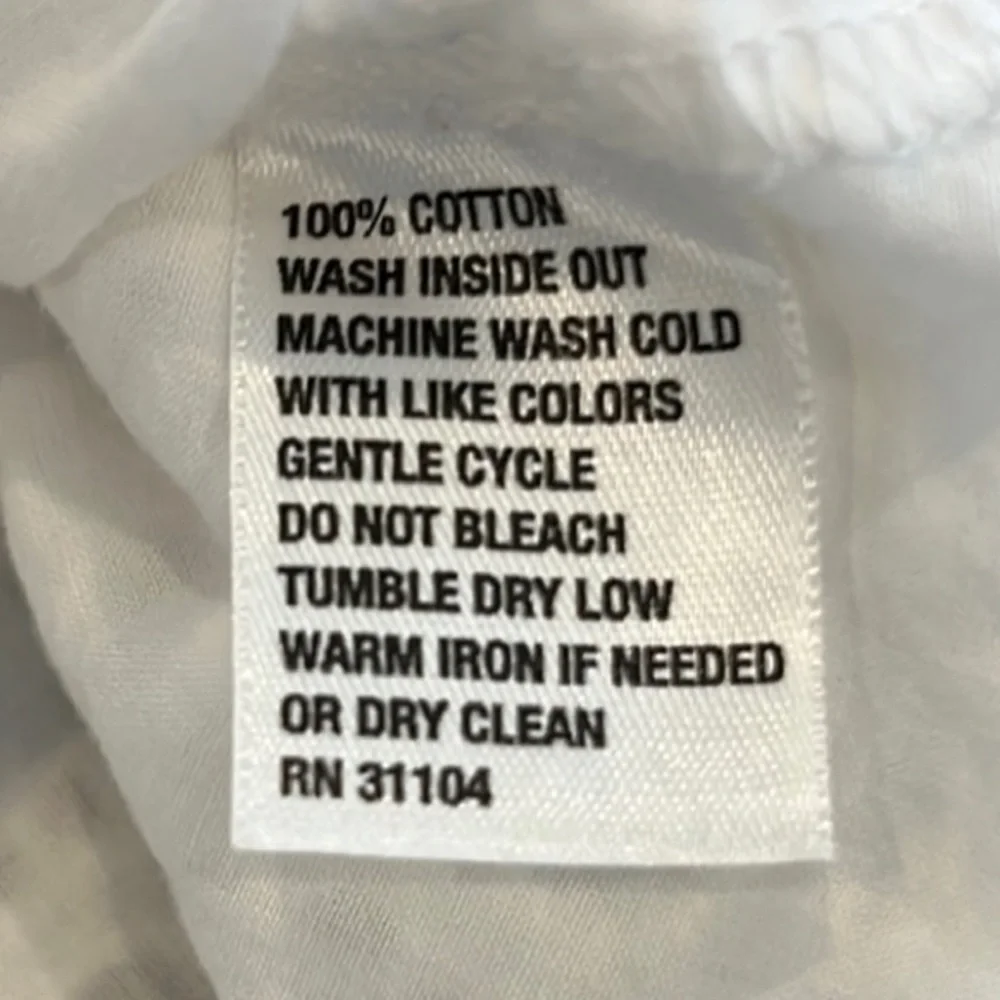 100% COTTON
WASH INSIDE OUT
MACHINE WASH COLD
WITH LIKE COLORS
GENTLE CYCLE
DO NOT BLEACH
TUMBLE DRY LOW
WARM IRON IF NEEDED
OR DRY CLEAN
RN 31104